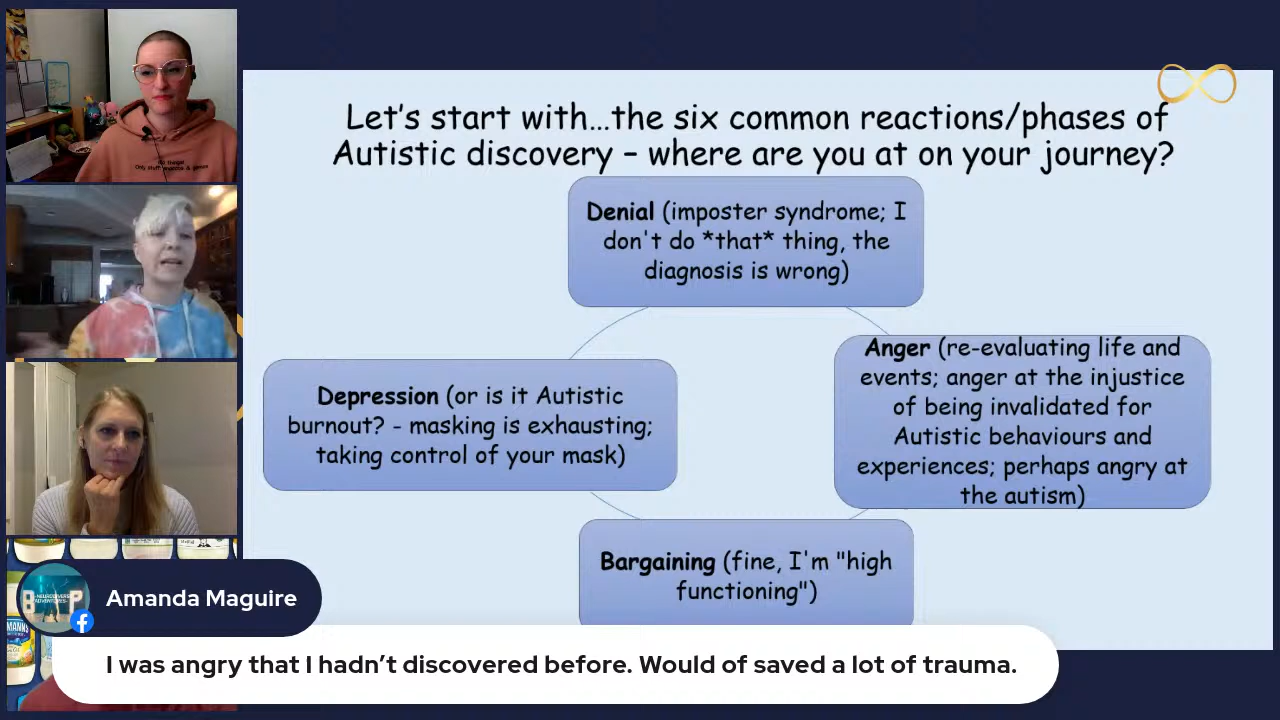 Let's start with…the six common reactions/phases of
Autistic discovery – where are you at on your journey?
Denial (imposter syndrome; I
don't do *that* thing, the
diagnosis is wrong)
Anger (re-evaluating life and
events; anger at the injustice
of being invalidated for
Autistic behaviours and
experiences; perhaps angry at
the autism)
Depression (or is it Autistic
burnout? - masking is exhausting;
taking control of your mask)
Bargaining (fine, I'm "high
functioning")
Amanda Maguire
I was angry that I hadn’t discovered before. Would of saved a lot of trauma.